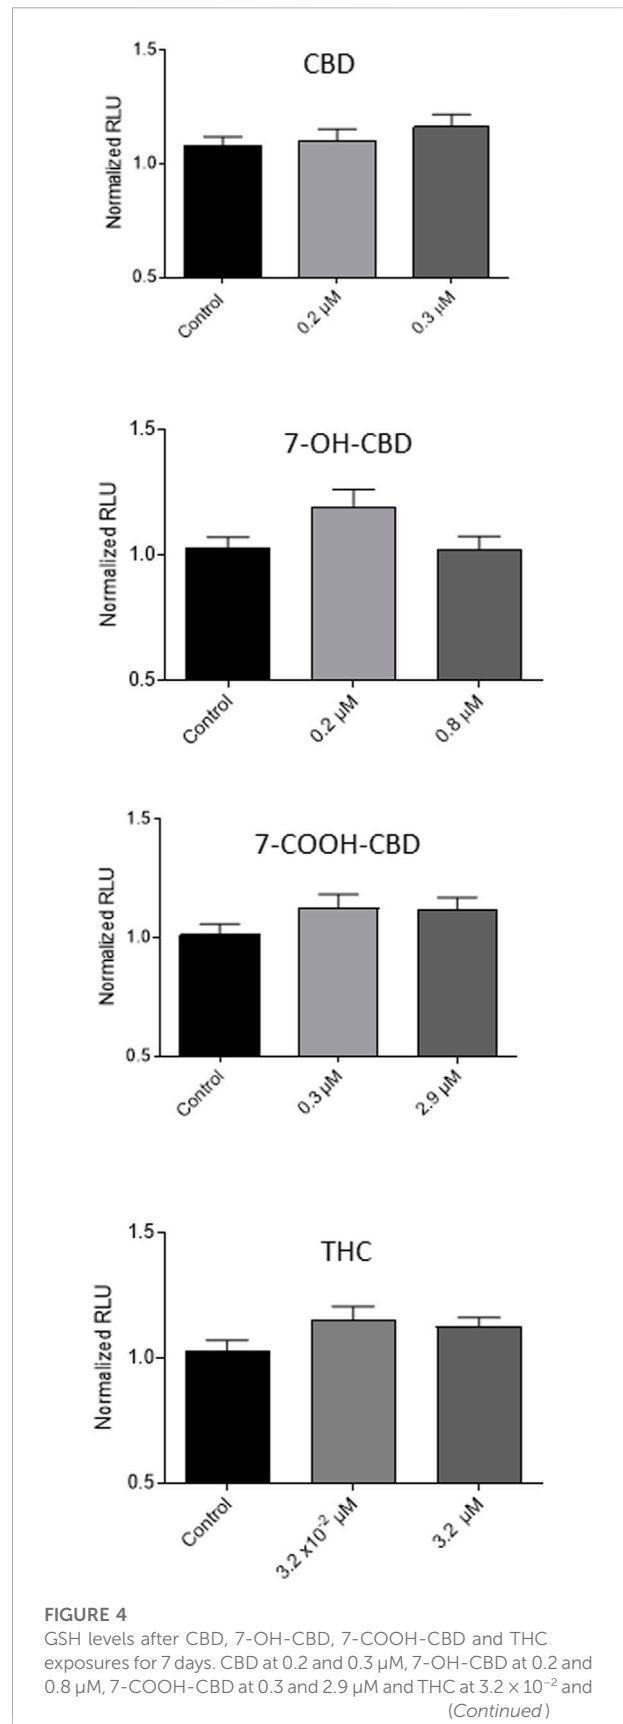 CBD
Normalized RLU
1.5
1.0
0.5
Control
0.2 µM
0.3 µM
7-OH-CBD
Normalized RLU
1.5
1.0
0.5
Control
0.2 µM
0.8 µM
7-COOH-CBD
Normalized RLU
1.5
1.0
0.5
Control
0.3 µM
2.9 µM
THC
Normalized RLU
1.5
1.0
0.5
Control
3.2 x10⁻² µM
3.2 µM
FIGURE 4
GSH levels after CBD, 7-OH-CBD, 7-COOH-CBD and THC
exposures for 7 days. CBD at 0.2 and 0.3 µM, 7-OH-CBD at 0.2 and
0.8 µM, 7-COOH-CBD at 0.3 and 2.9 µM and THC at 3.2 × 10⁻² and
(Continued)